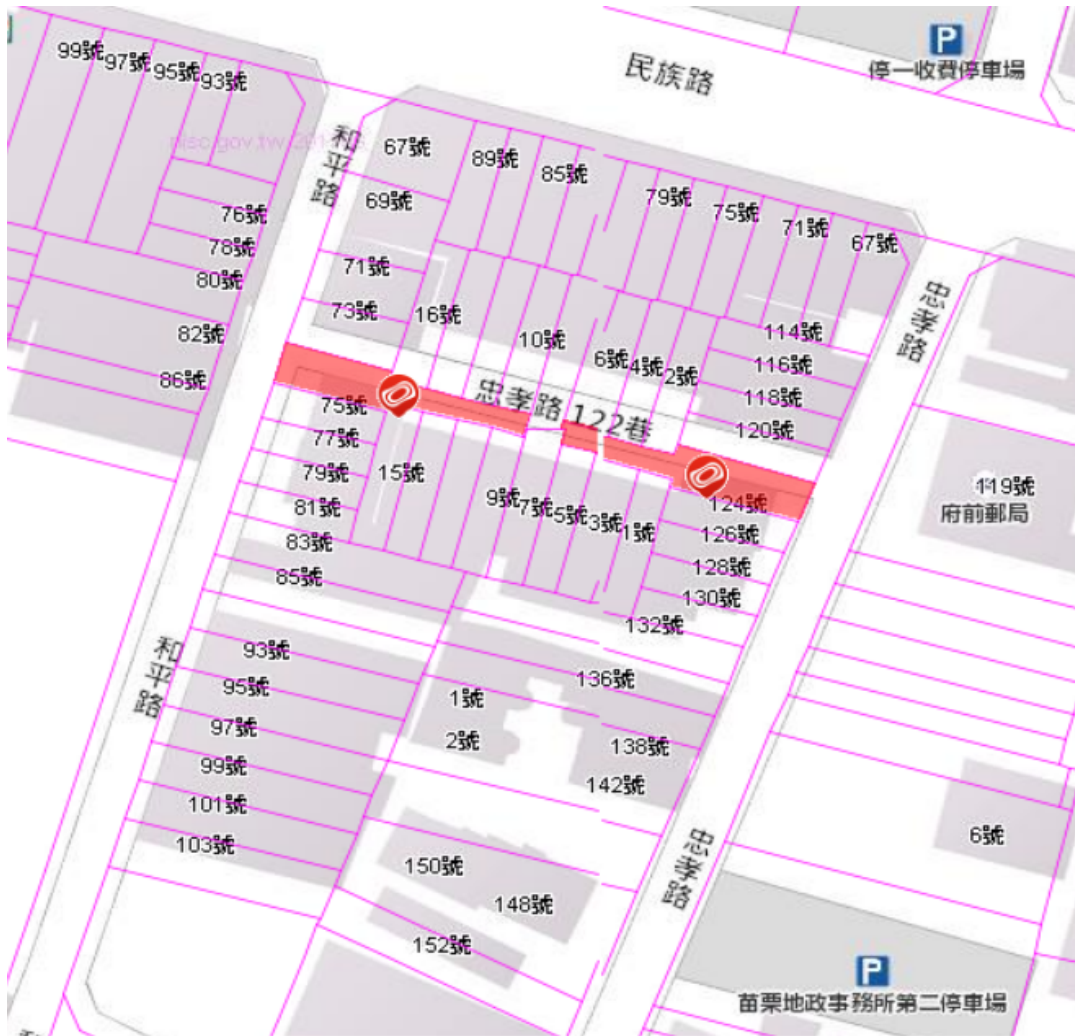 99號
97號
95號
93號
民族路
P
停一收費停車場
和平路
67號
89號
85號
79號
75號
71號
67號
69號
76號
78號
80號
71號
73號
16號
10號
6號
4號
2號
114號
116號
118號
120號
忠孝路
82號
86號
75號
77號
79號
81號
83號
85號
忠孝路 122巷
15號
9號
7號
5號
3號
1號
124號
126號
128號
130號
132號
119號
府前郵局
和平路
93號
95號
97號
99號
101號
103號
1號
2號
136號
138號
142號
150號
148號
152號
忠孝路
6號
P
苗栗地政事務所第二停車場